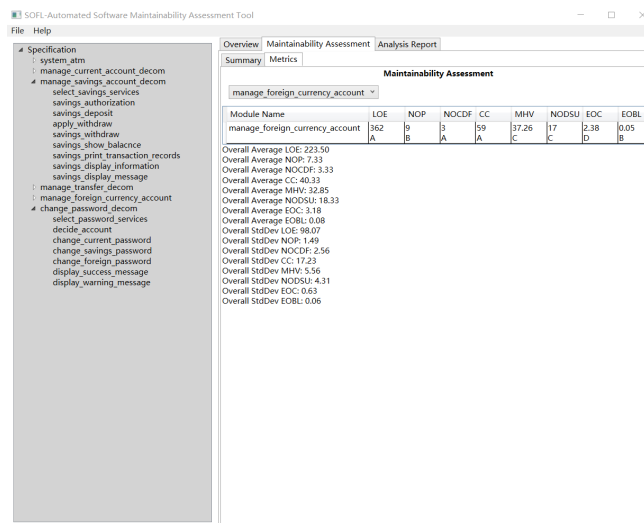 SOFL-Automated Software Maintainability Assessment Tool
File Help
Specification
system_atm
manage_current_account_decom
manage_savings_account_decom
select_savings_services
savings_authorization
savings_deposit
apply_withdraw
savings_withdraw
savings_show_balacnce
savings_print_transaction_records
savings_display_information
savings_display_message
manage_transfer_decom
manage_foreign_currency_account
change_password_decom
select_password_services
decide_account
change_current_password
change_savings_password
change_foreign_password
display_success_message
display_warning_message
Overview Maintainability Assessment Analysis Report
Summary Metrics
Maintainability Assessment
manage_foreign_currency_account
Module Name LOE NOP NOCDF CC MHV NODSU EOC EOBL
manage_foreign_currency_account 362 9 3 59 37.26 17 2.38 0.05
A B A A C C D B
Overall Average LOE: 223.50
Overall Average NOP: 7.33
Overall Average NOCDF: 3.33
Overall Average CC: 40.33
Overall Average MHV: 32.85
Overall Average NODSU: 18.33
Overall Average EOC: 3.18
Overall Average EOBL: 0.08
Overall StdDev LOE: 98.07
Overall StdDev NOP: 1.49
Overall StdDev NOCDF: 2.56
Overall StdDev CC: 17.23
Overall StdDev MHV: 5.56
Overall StdDev NODSU: 4.31
Overall StdDev EOC: 0.63
Overall StdDev EOBL: 0.06